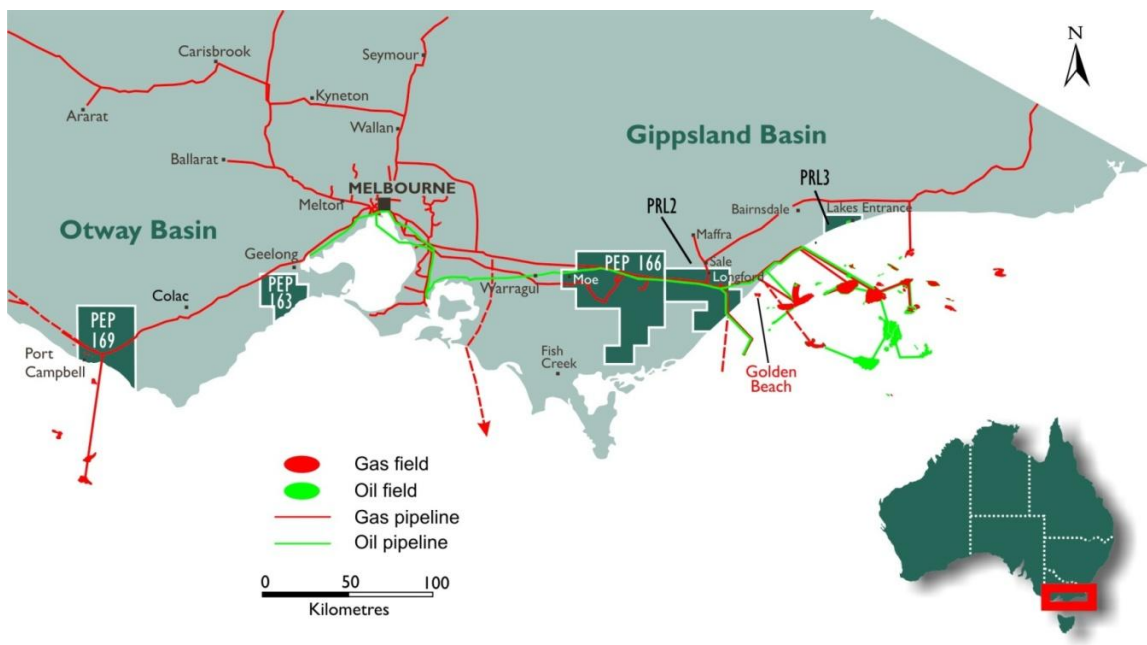 Carisbrook
Seymour
N
Kyneton
Ararat
Wallan
Gippsland Basin
Ballarat
PRL3
MELBOURNE
PRL2
Melton
Bairnsdale
Lakes Entrance
Otway Basin
Maffra
Geelong
Sale
PEP 166
Longford
PEP
163
Moe
Warragul
Colac
PEP
169
Port
Campbell
Fish
Creek
Golden
Beach
Gas field
Oil field
Gas pipeline
Oil pipeline
0 50 100
Kilometres